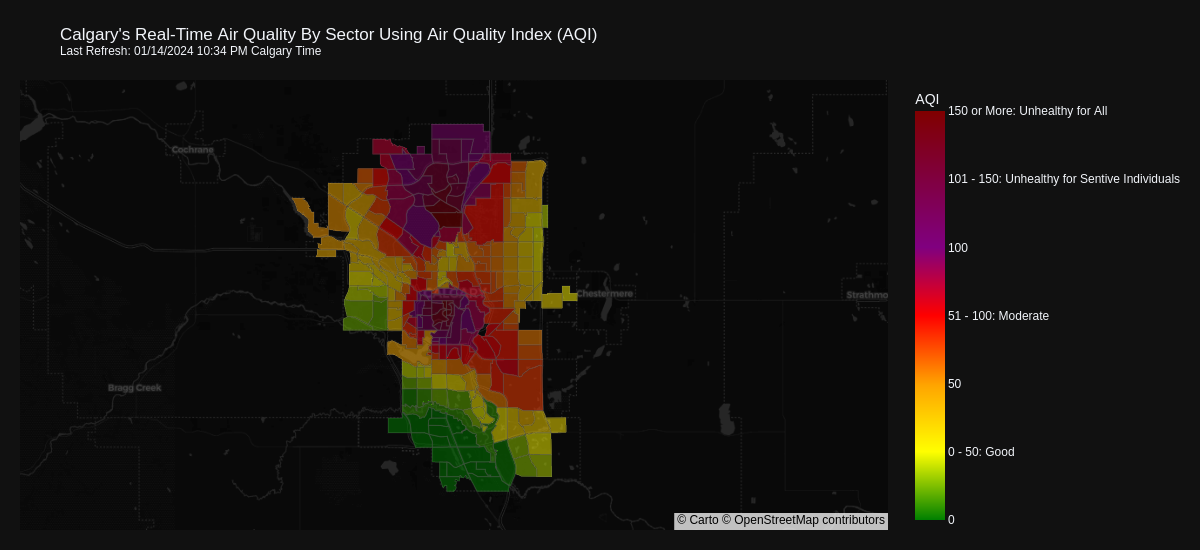 Calgary's Real-Time Air Quality By Sector Using Air Quality Index (AQI)
Last Refresh: 01/14/2024 10:34 PM Calgary Time
AQI
150 or More: Unhealthy for All
Cochrane
101 - 150: Unhealthy for Sentive Individuals
100
CALGARY
Chestermere
Strathmo
51 - 100: Moderate
50
Bragg Creek
0 - 50: Good
0
© Carto © OpenStreetMap contributors